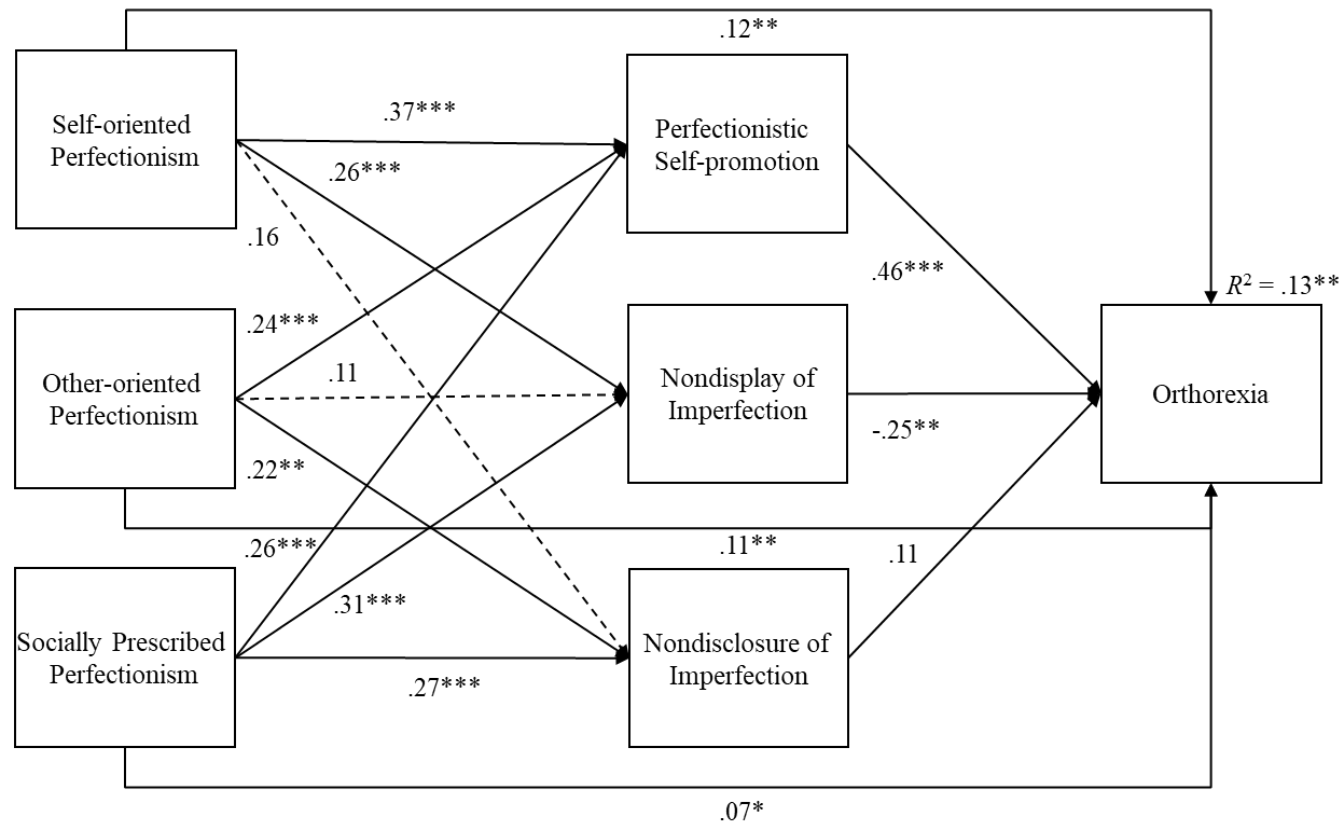 .12**
Self-oriented
Perfectionism
.37***
Perfectionistic
Self-promotion
.26***
.16
.46***
R² = .13**
.24***
Other-oriented
Perfectionism
.11
Nondisplay of
Imperfection
Orthorexia
-.25**
.22**
.26***
.11**
.11
.31***
Socially Prescribed
Perfectionism
Nondisclosure of
Imperfection
.27***
.07*